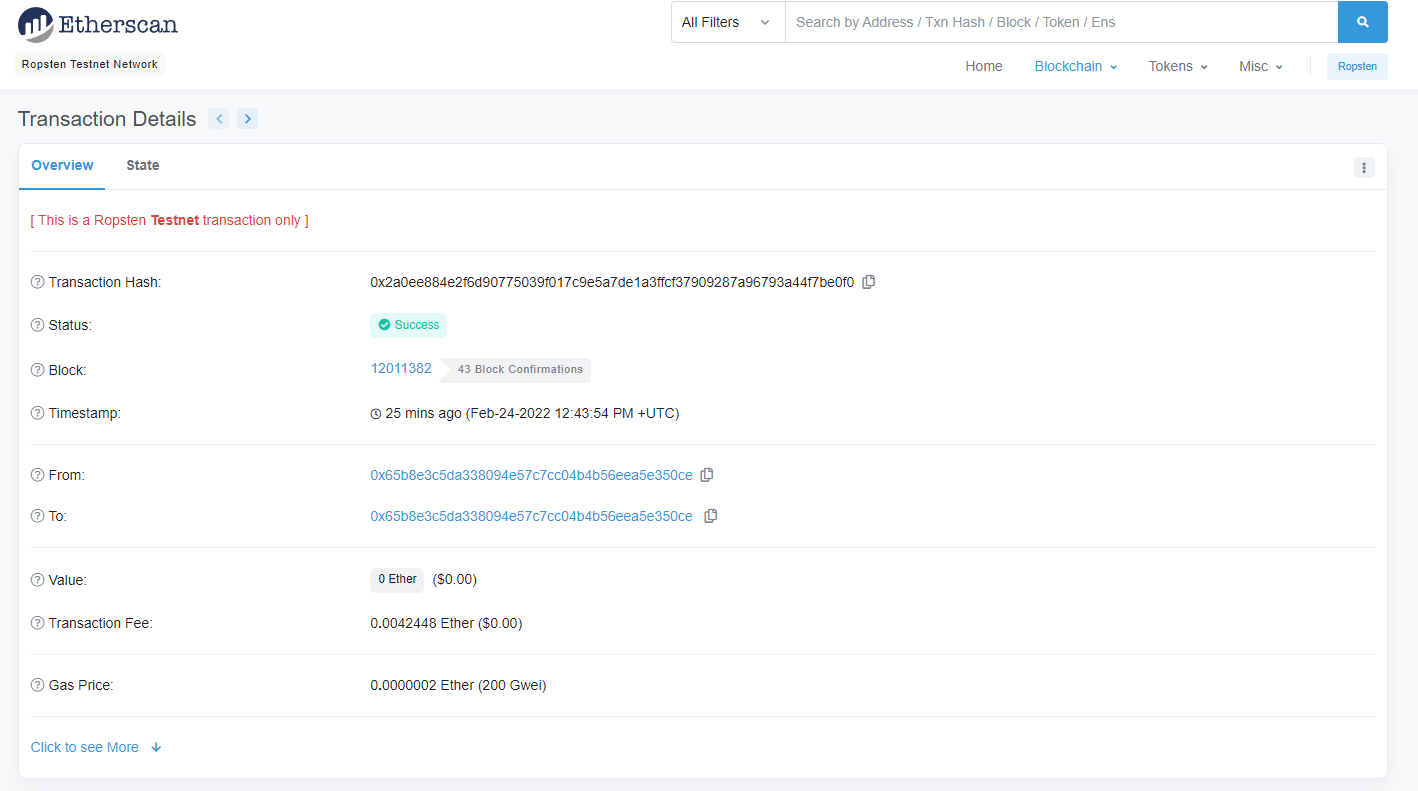 Etherscan
All Filters
Search by Address / Txn Hash / Block / Token / Ens
Ropsten Testnet Network
Home Blockchain Tokens Misc Ropsten
Transaction Details
Overview State
[ This is a Ropsten Testnet transaction only ]
Transaction Hash: 0x2a0ee884e2f6d90775039f017c9e5a7de1a3ffcf37909287a96793a44f7be0f0
Status: Success
Block: 12011382 43 Block Confirmations
Timestamp: 25 mins ago (Feb-24-2022 12:43:54 PM +UTC)
From: 0x65b8e3c5da338094e57c7cc04b4b56eea5e350ce
To: 0x65b8e3c5da338094e57c7cc04b4b56eea5e350ce
Value: 0 Ether ($0.00)
Transaction Fee: 0.0042448 Ether ($0.00)
Gas Price: 0.0000002 Ether (200 Gwei)
Click to see More